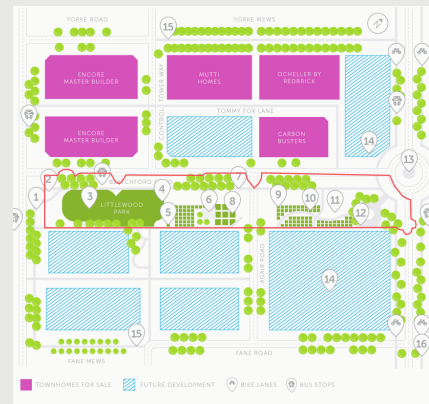 YORKE ROAD
YORKE MEWS
15
ENCORE
MASTER BUILDER
TOWER WAY
MUTTI
HOMES
OCHELLER BY
REDBRICK
TOMMY FOX LANE
CONTROL
ENCORE
MASTER BUILDER
CARBON
BUSTERS
14
13
2
1
3
4
LITTLEWOOD
PARK
5
6
8
9
10
11
12
ADAIR ROAD
14
15
16
FANE MEWS
FANE ROAD
TOWNHOMES FOR SALE
FUTURE DEVELOPMENT
BIKE LANES
BUS STOPS